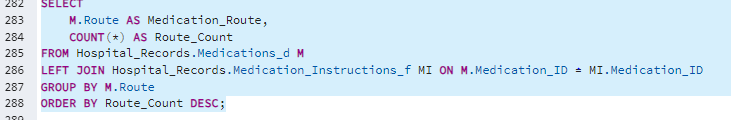 282 SELECT
283 M.Route AS Medication_Route,
284 COUNT(*) AS Route_Count
285 FROM Hospital_Records.Medications_d M
286 LEFT JOIN Hospital_Records.Medication_Instructions_f MI ON M.Medication_ID = MI.Medication_ID
287 GROUP BY M.Route
288 ORDER BY Route_Count DESC;
289